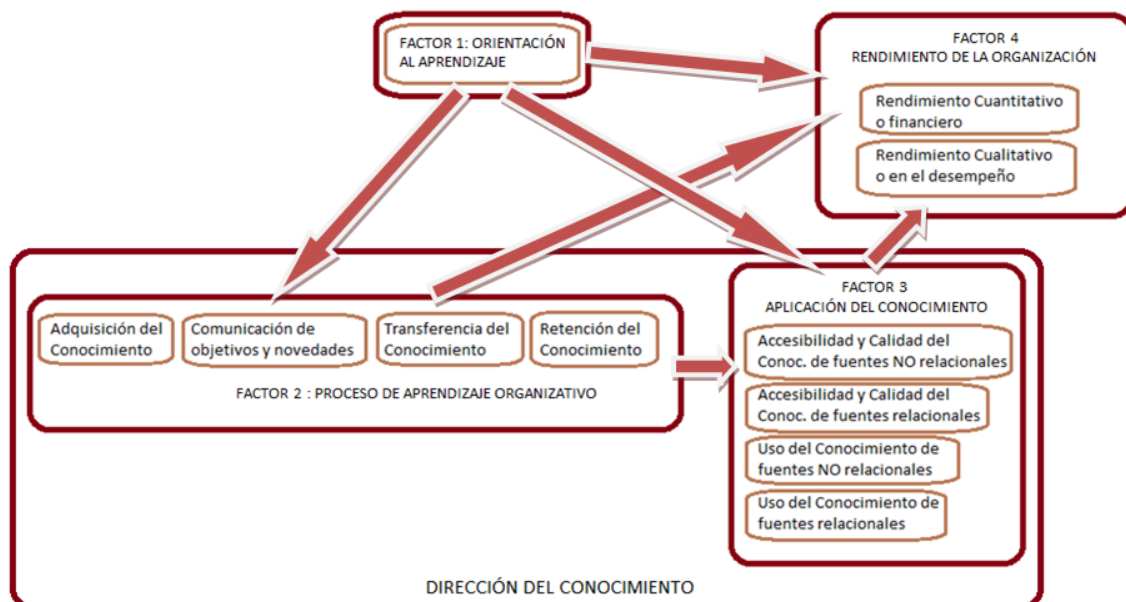 FACTOR 1: ORIENTACIÓN
AL APRENDIZAJE
FACTOR 4
RENDIMIENTO DE LA ORGANIZACIÓN
Rendimiento Cuantitativo
o financiero
Rendimiento Cualitativo
o en el desempeño
Adquisición del
Conocimiento
Comunicación de
objetivos y novedades
Transferencia del
Conocimiento
Retención del
Conocimiento
FACTOR 2 : PROCESO DE APRENDIZAJE ORGANIZATIVO
FACTOR 3
APLICACIÓN DEL CONOCIMIENTO
Accesibilidad y Calidad del
Conoc. de fuentes NO relacionales
Accesibilidad y Calidad del
Conoc. de fuentes relacionales
Uso del Conocimiento de
fuentes NO relacionales
Uso del Conocimiento de
fuentes relacionales
DIRECCIÓN DEL CONOCIMIENTO